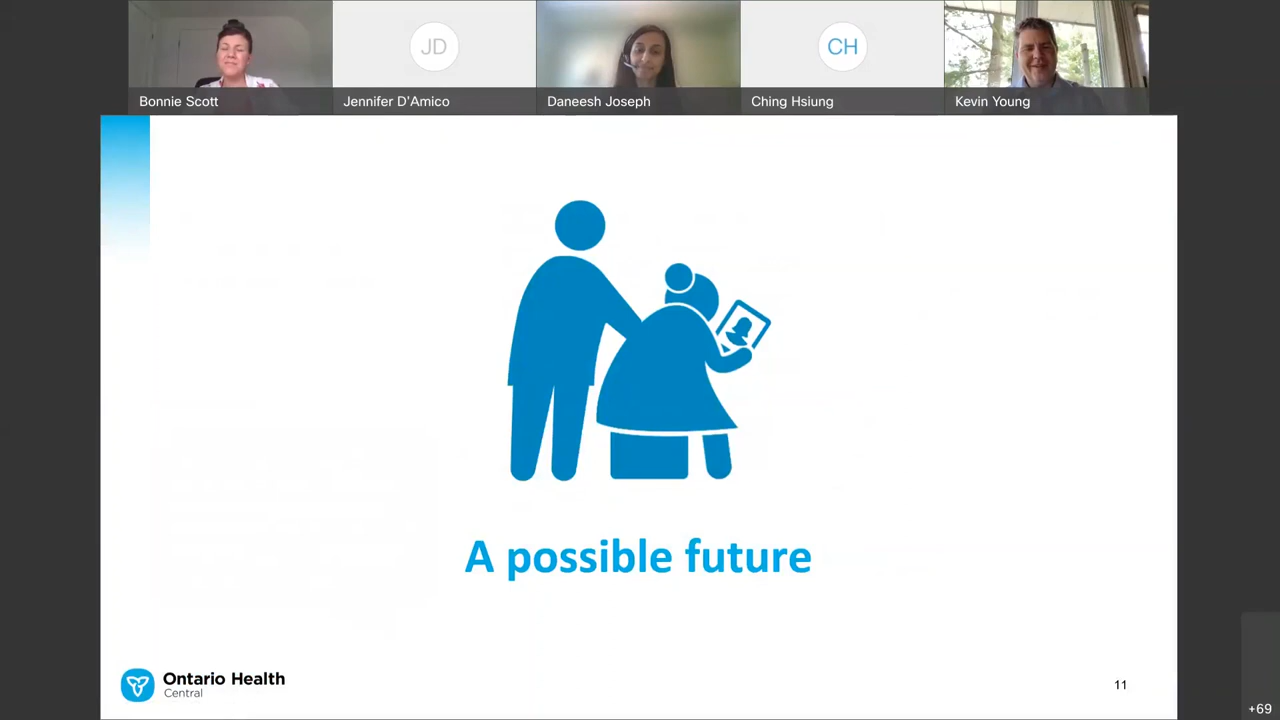 JD
CH
Bonnie Scott
Jennifer D'Amico
Daneesh Joseph
Ching Hsiung
Kevin Young
A possible future
Ontario Health
Central
11
+69